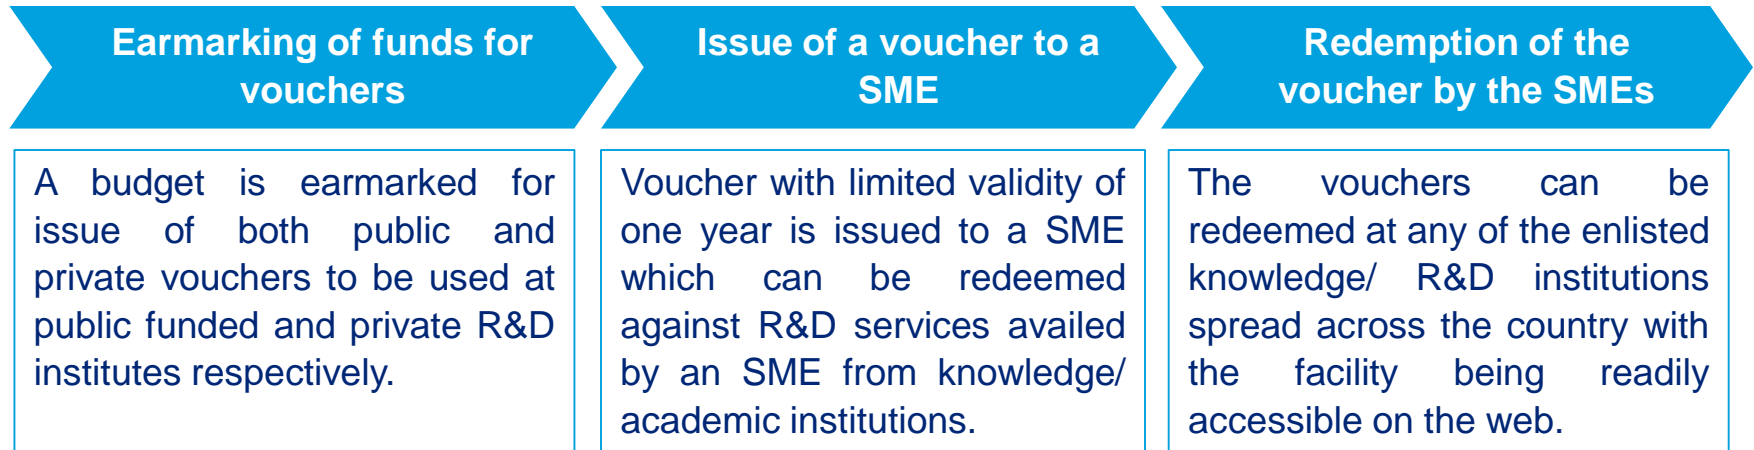 Earmarking of funds for
vouchers
Issue of a voucher to a
SME
Redemption of the
voucher by the SMEs
A budget is earmarked for
issue of both public and
private vouchers to be used at
public funded and private R&D
institutes respectively.
Voucher with limited validity of
one year is issued to a SME
which can be redeemed
against R&D services availed
by an SME from knowledge/
academic institutions.
The vouchers can be
redeemed at any of the enlisted
knowledge/ R&D institutions
spread across the country with
the facility being readily
accessible on the web.